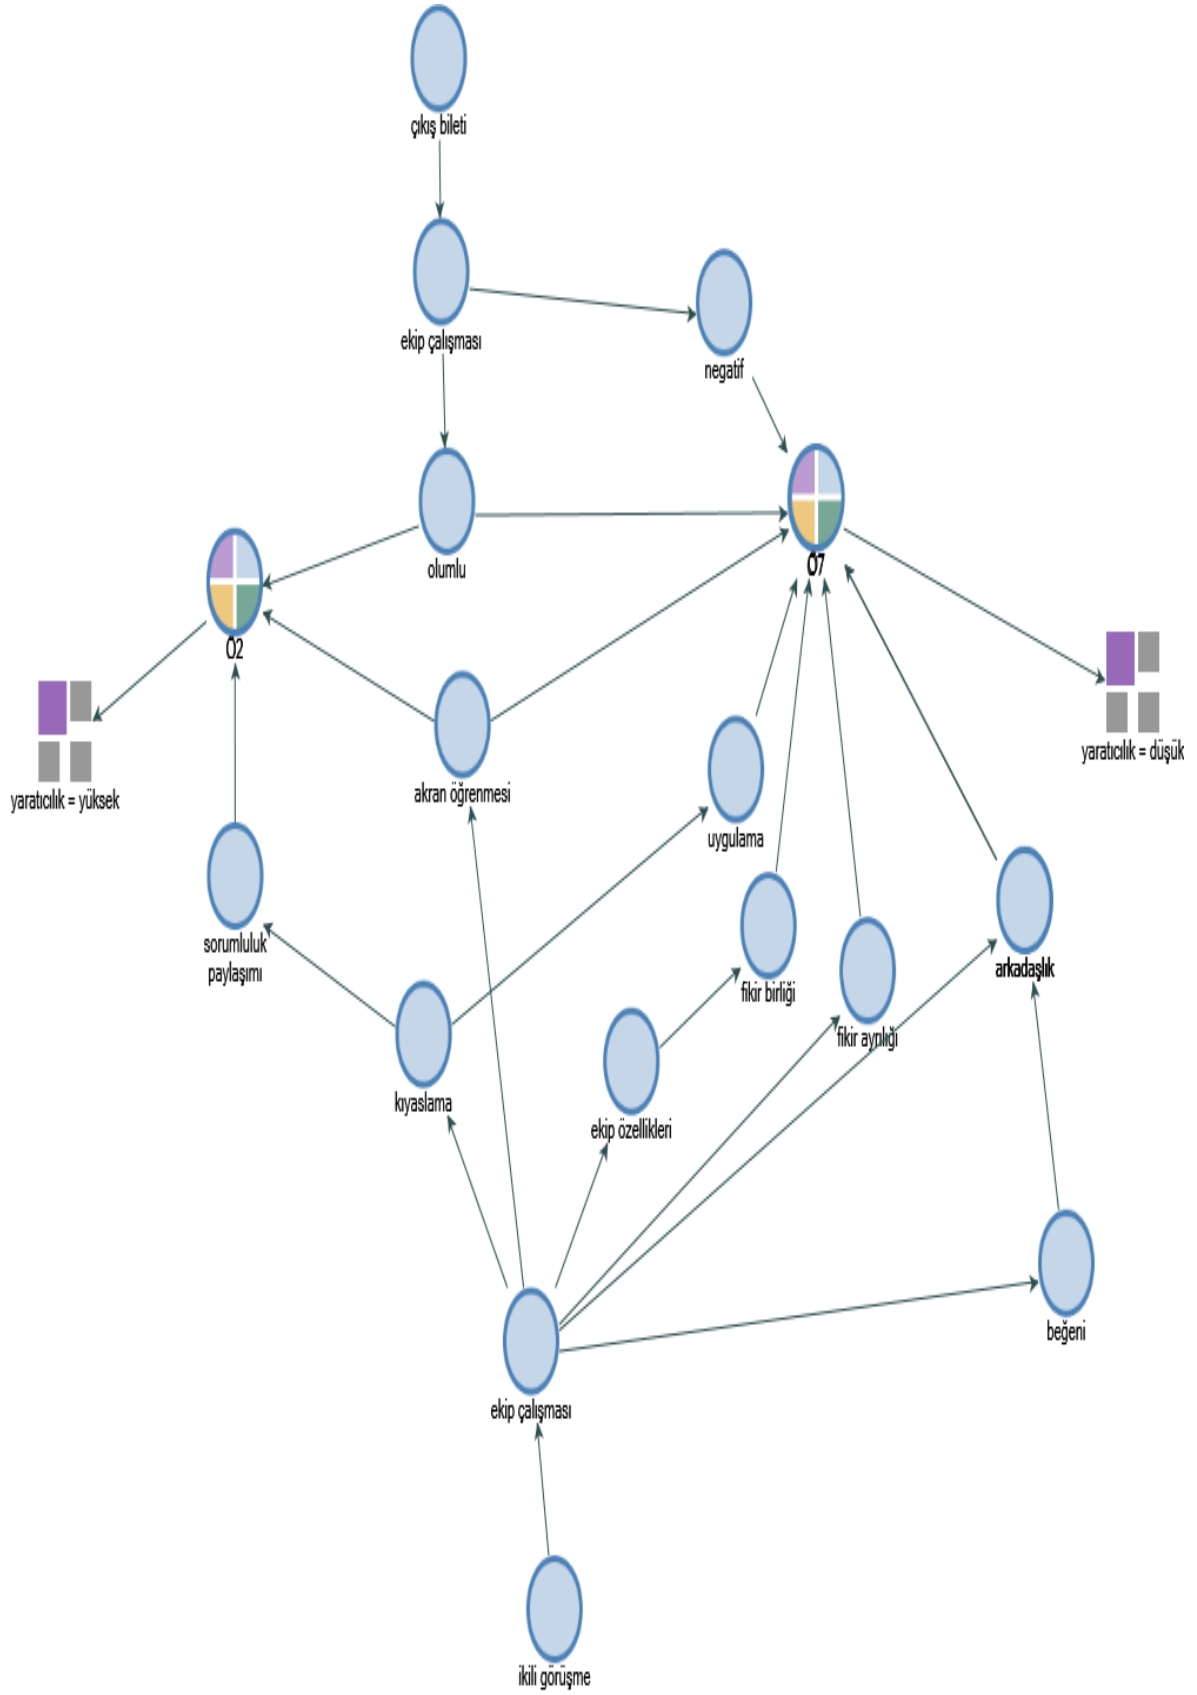 çıkış bileti
ekip çalışması
negatif
olumlu
Ö7
Ö2
yaratıcılık = düşük
yaratıcılık = yüksek
akran öğrenmesi
uygulama
sorumluluk
paylaşımı
arkadaşlık
fikir birliği
fikir ayrılığı
kıyaslama
ekip özellikleri
beğeni
ekip çalışması
ikili görüşme